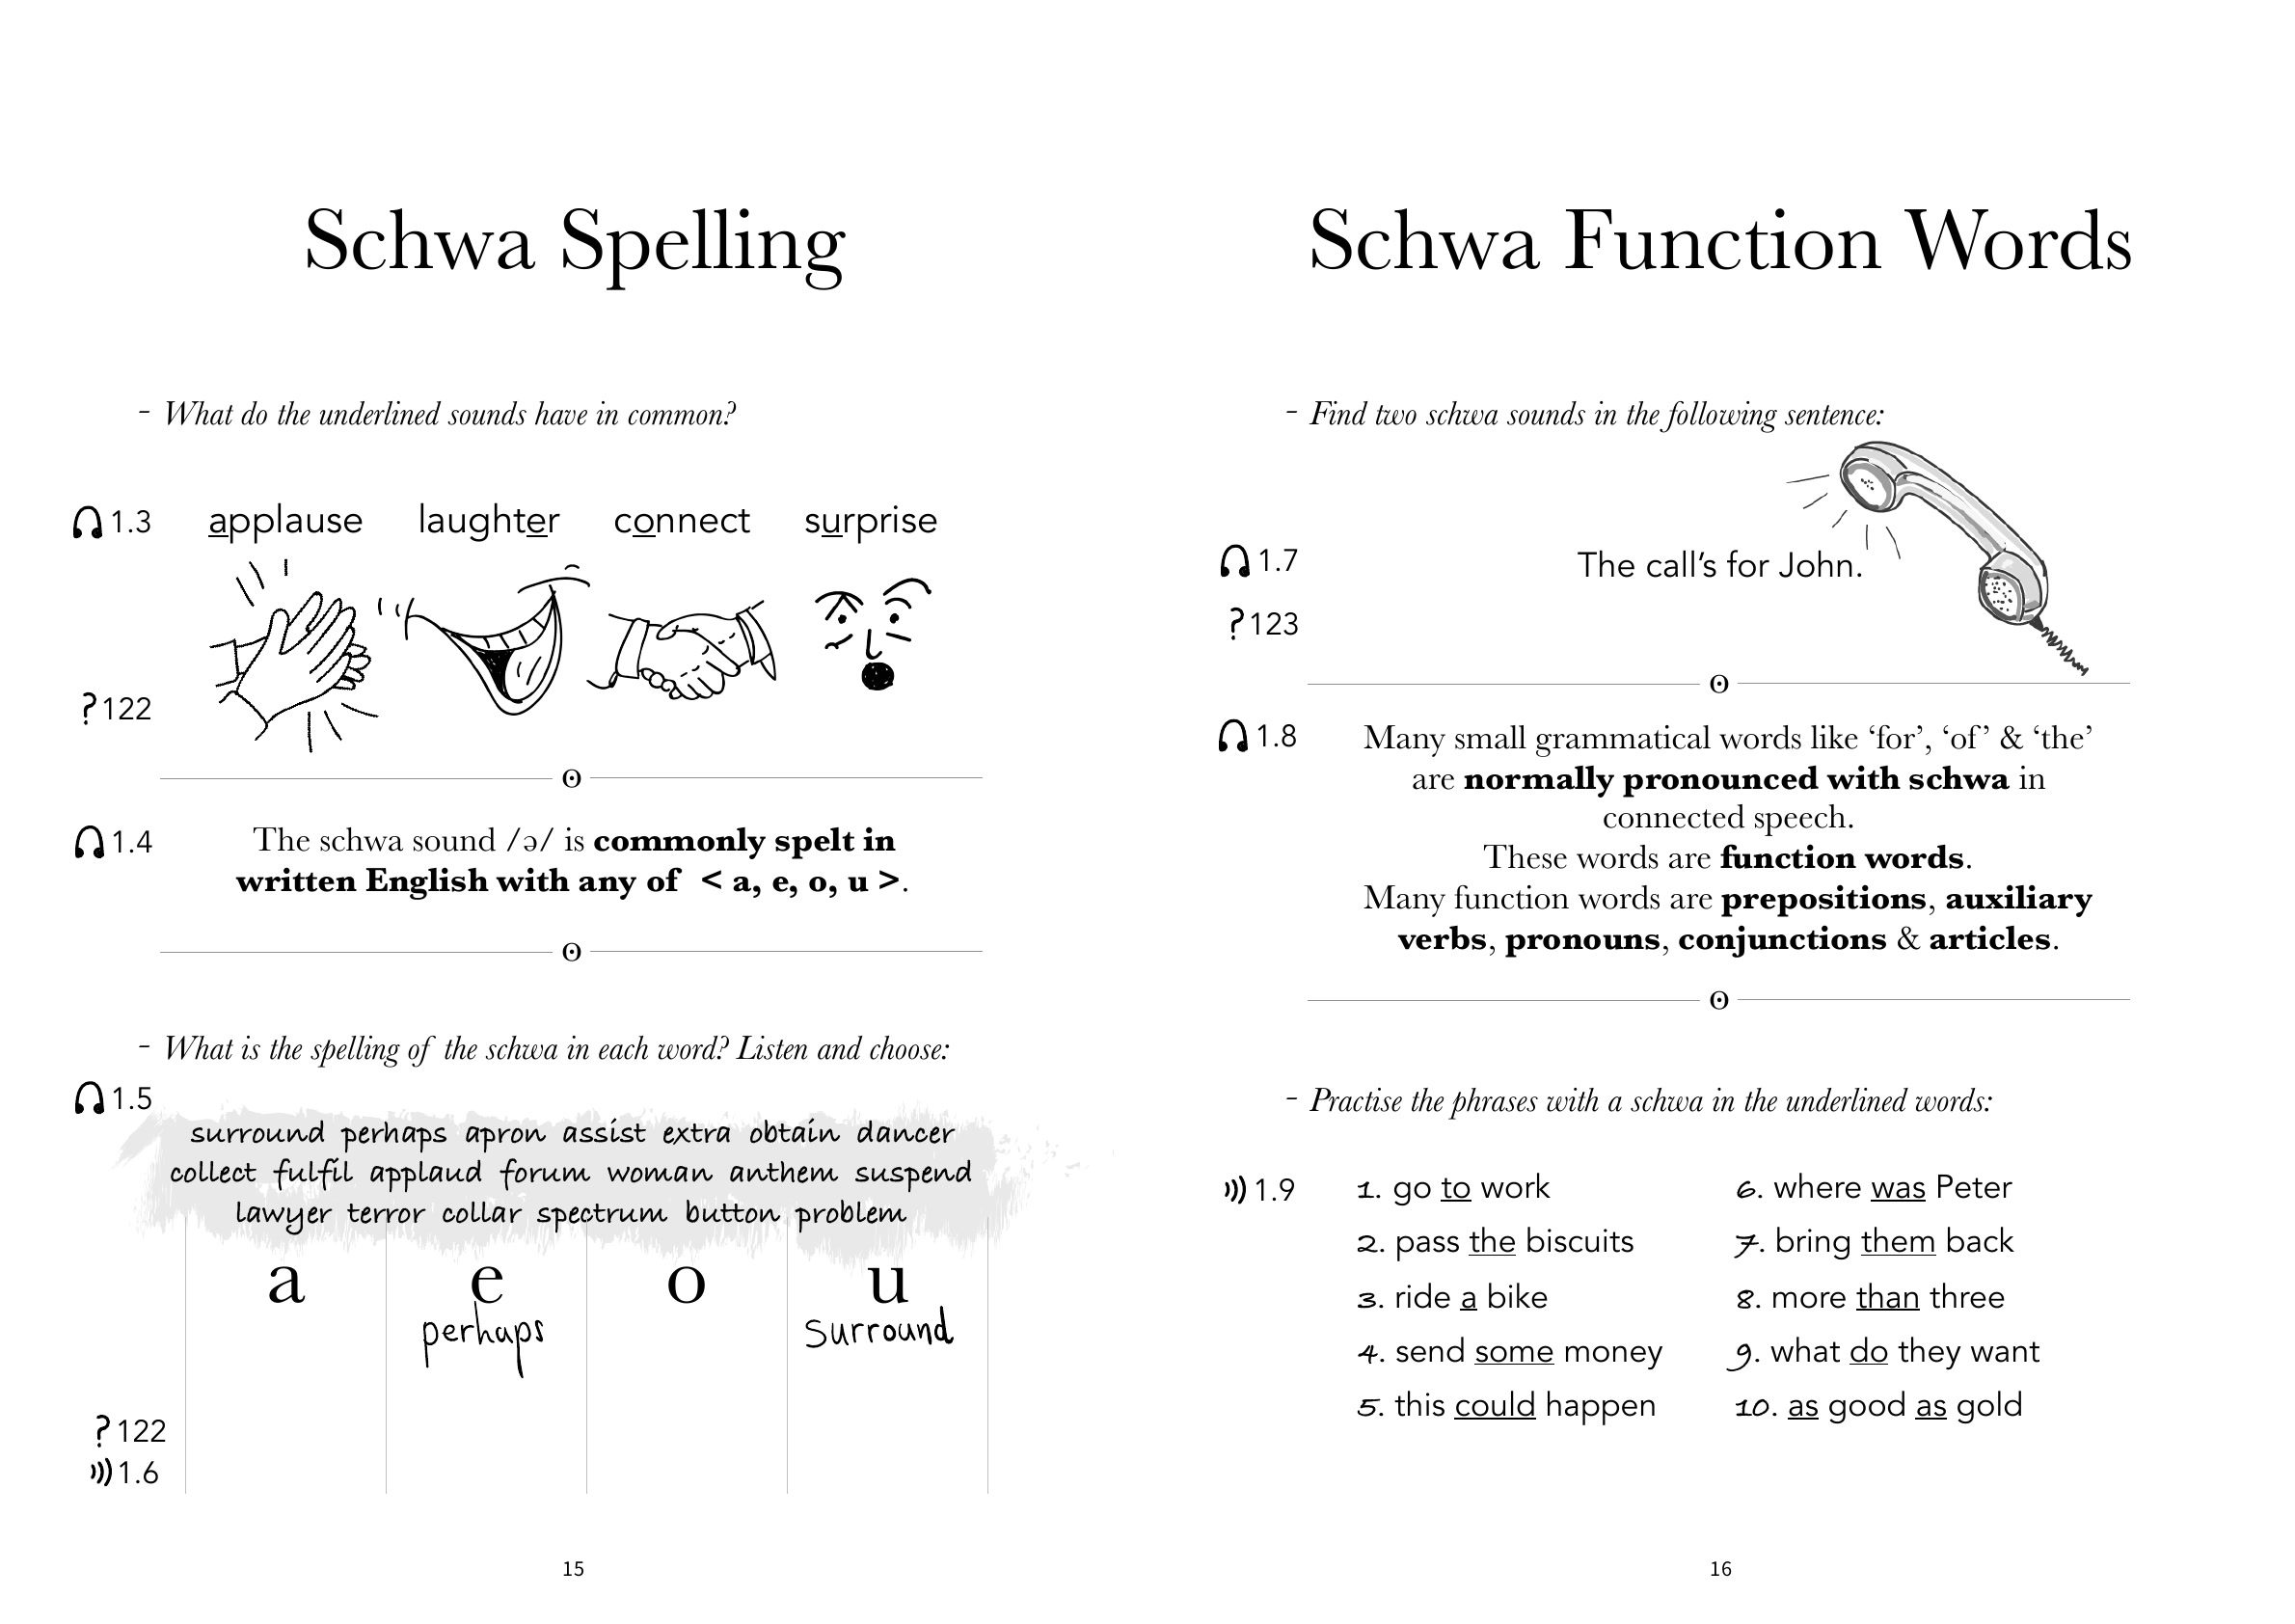 Schwa Spelling
- What do the underlined sounds have in common?
1.3 applause laughter connect surprise
?122
1.4 The schwa sound /ə/ is commonly spelt in
written English with any of < a, e, o, u >.
- What is the spelling of the schwa in each word? Listen and choose:
1.5
surround perhaps apron assist extra obtain dancer
collect fulfil applaud forum woman anthem suspend
lawyer terror collar spectrum button problem
a e o u
perhaps surround
?122
1.6
15
Schwa Function Words
- Find two schwa sounds in the following sentence:
1.7 The call's for John.
?123
1.8 Many small grammatical words like ‘for’, ‘of’ & ‘the’
are normally pronounced with schwa in
connected speech.
These words are function words.
Many function words are prepositions, auxiliary
verbs, pronouns, conjunctions & articles.
- Practise the phrases with a schwa in the underlined words:
1.9 1. go to work 6. where was Peter
2. pass the biscuits 7. bring them back
3. ride a bike 8. more than three
4. send some money 9. what do they want
5. this could happen 10. as good as gold
16